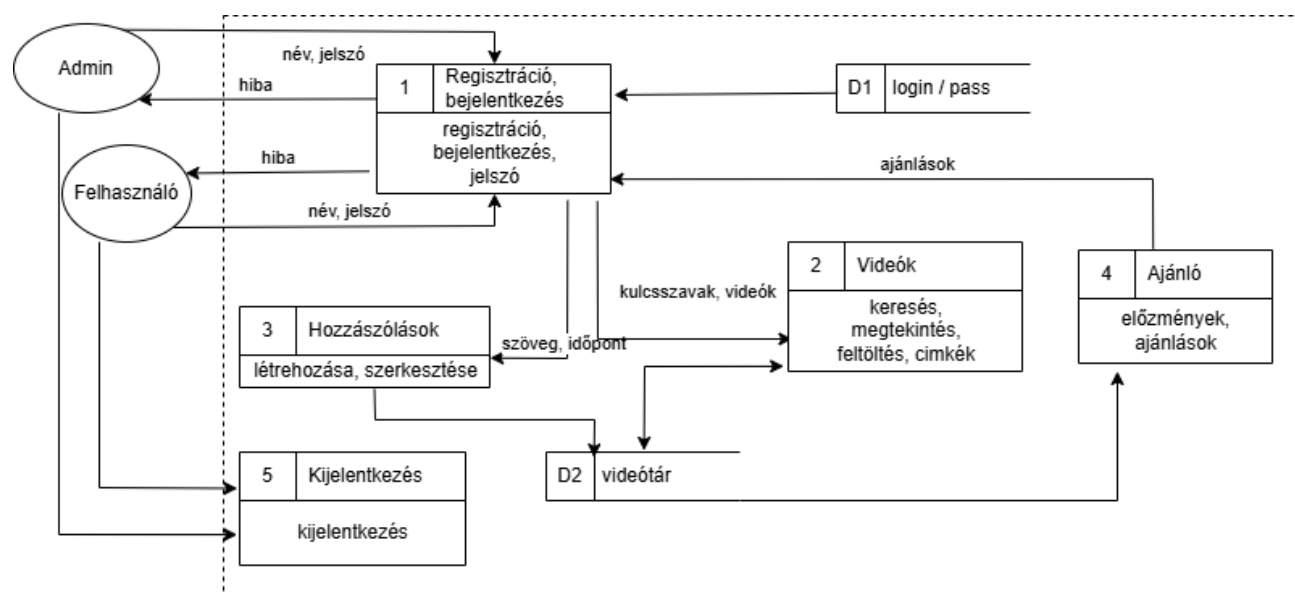 Admin
név, jelszó
hiba
1
Regisztráció,
bejelentkezés
regisztráció,
bejelentkezés,
jelszó
D1
login / pass
Felhasználó
hiba
név, jelszó
ajánlások
2
Videók
keresés,
megtekintés,
feltöltés, cimkék
kulcsszavak, videók
4
Ajánló
előzmények,
ajánlások
3
Hozzászólások
létrehozása, szerkesztése
szöveg, időpont
5
Kijelentkezés
kijelentkezés
D2
videótár